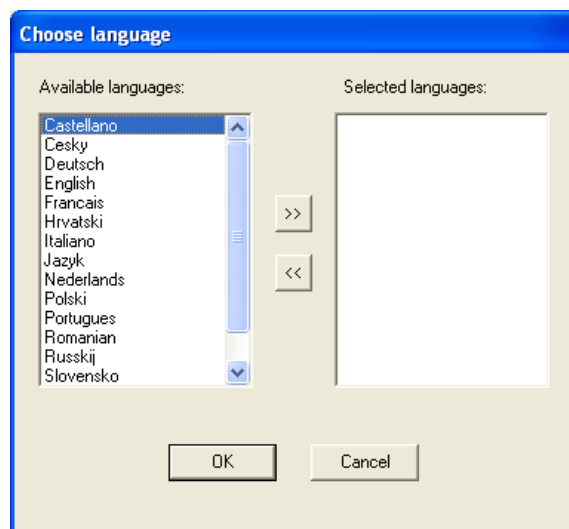 Choose language
Available languages:
Selected languages:
Castellano
Cesky
Deutsch
English
Francais
Hrvatski
Italiano
Jazyk
Nederlands
Polski
Portugues
Romanian
Russkij
Slovensko
>>
<<
OK
Cancel